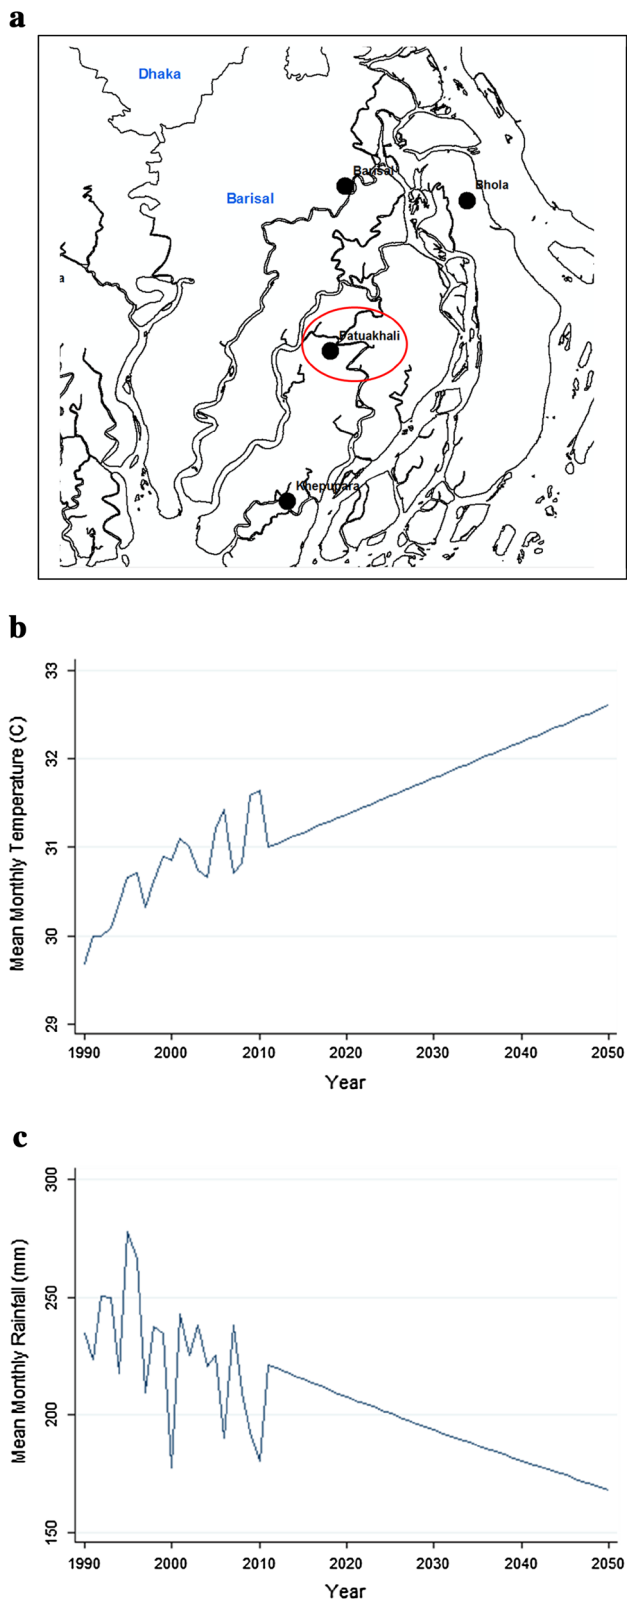 a
Dhaka
Barisal
Bhola
Barisal
a
Patuakhali
Khepupara
b
33
32
31
30
29
Mean Monthly Temperature (C)
1990 2000 2010 2020 2030 2040 2050
Year
c
300
250
200
150
Mean Monthly Rainfall (mm)
1990 2000 2010 2020 2030 2040 2050
Year